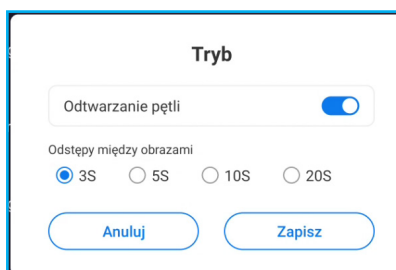 Tryb
Odtwarzanie pętli
Odstępy między obrazami
3S 5S 10S 20S
Anuluj Zapisz